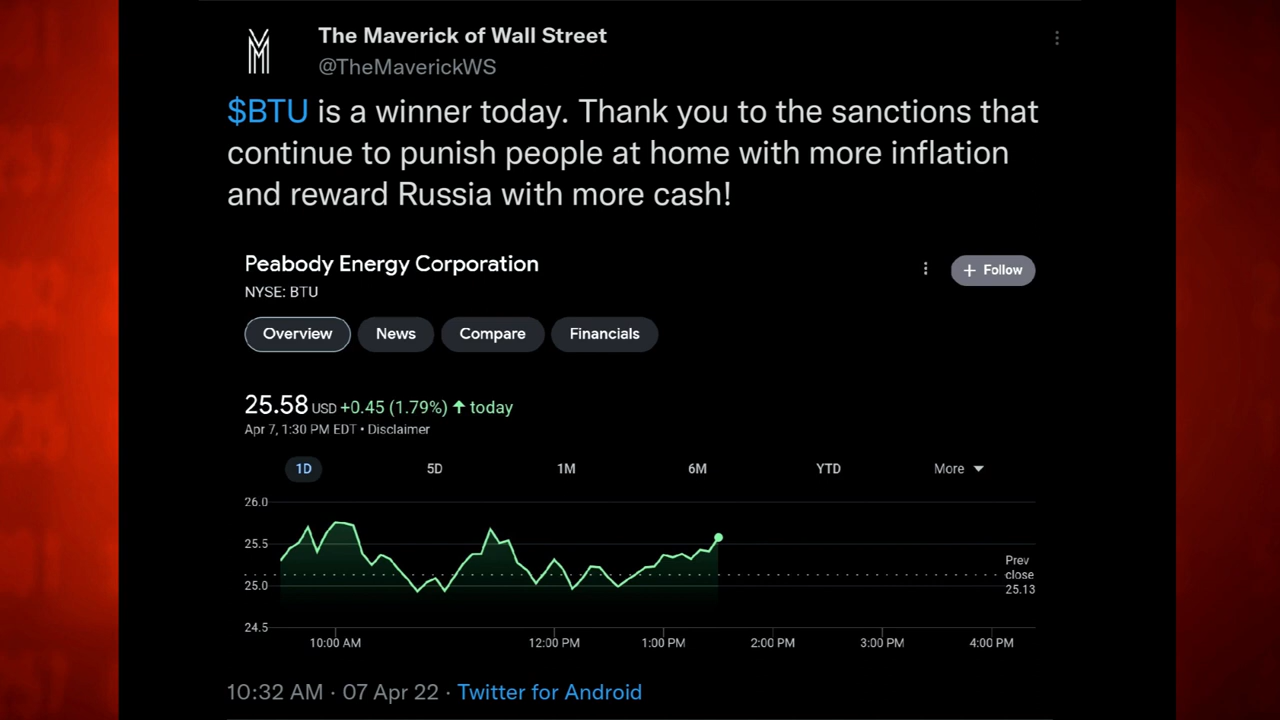 The Maverick of Wall Street
@TheMaverickWS
$BTU is a winner today. Thank you to the sanctions that
continue to punish people at home with more inflation
and reward Russia with more cash!
Peabody Energy Corporation
+ Follow
NYSE: BTU
Overview News Compare Financials
25.58 USD +0.45 (1.79%) ↑ today
Apr 7, 1:30 PM EDT • Disclaimer
1D 5D 1M 6M YTD More
26.0
25.5
25.0
24.5
Prev
close
25.13
10:00 AM 12:00 PM 1:00 PM 2:00 PM 3:00 PM 4:00 PM
10:32 AM · 07 Apr 22 · Twitter for Android